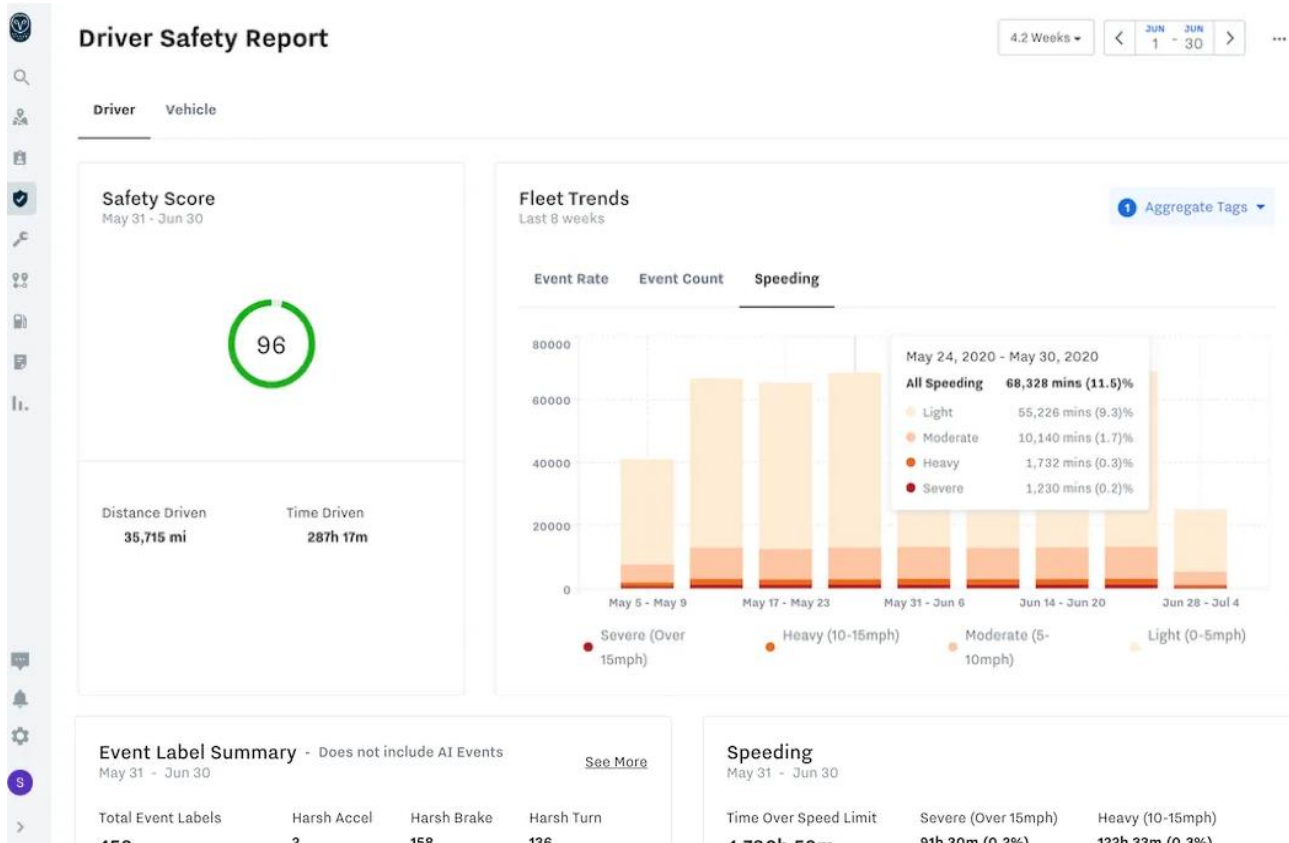 Driver Safety Report
4.2 Weeks
JUN 1 - JUN 30
Driver Vehicle
Safety Score
May 31 - Jun 30
96
Distance Driven Time Driven
35,715 mi 287h 17m
Fleet Trends
Last 8 weeks
1 Aggregate Tags
Event Rate Event Count Speeding
80000
60000
40000
20000
0
May 24, 2020 - May 30, 2020
All Speeding 68,328 mins (11.5)%
Light 55,226 mins (9.3)%
Moderate 10,140 mins (1.7)%
Heavy 1,732 mins (0.3)%
Severe 1,230 mins (0.2)%
May 5 - May 9 May 17 - May 23 May 31 - Jun 6 Jun 14 - Jun 20 Jun 28 - Jul 4
Severe (Over 15mph) Heavy (10-15mph) Moderate (5-10mph) Light (0-5mph)
S
Event Label Summary - Does not include AI Events
May 31 - Jun 30
See More
Total Event Labels Harsh Accel Harsh Brake Harsh Turn
158 136
Speeding
May 31 - Jun 30
Time Over Speed Limit Severe (Over 15mph) Heavy (10-15mph)